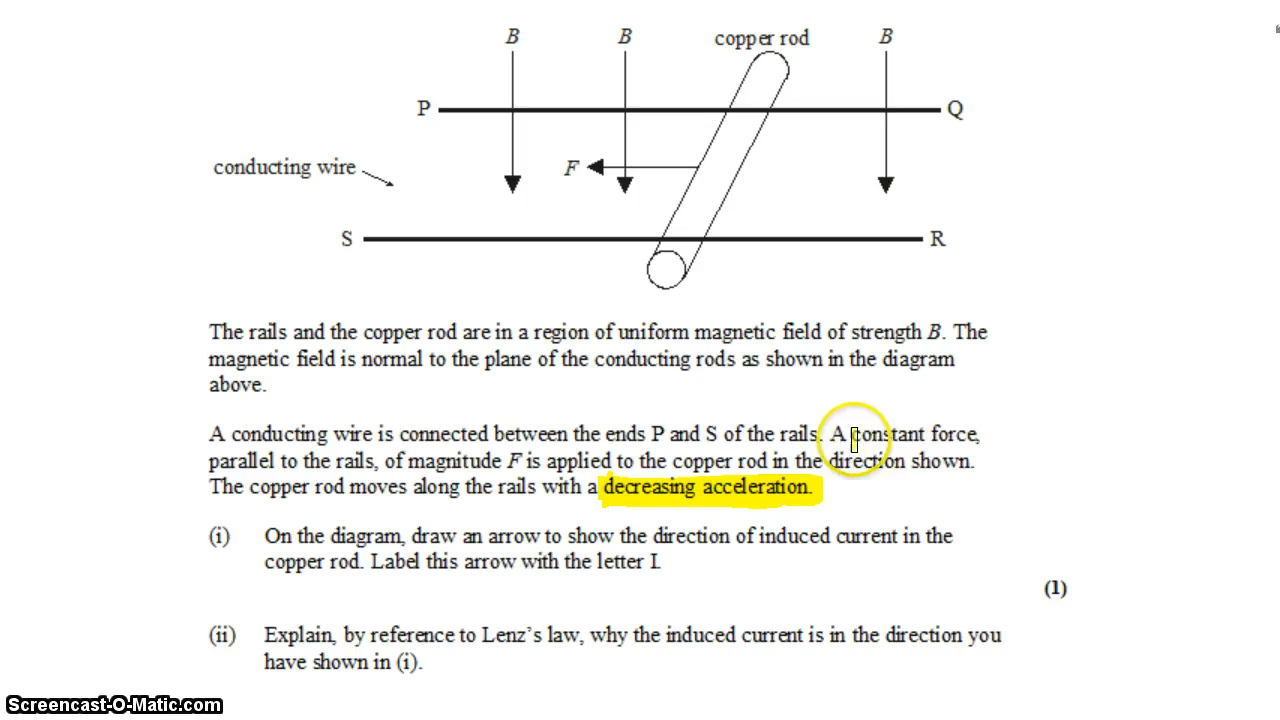 B B copper rod B
P Q
conducting wire F
S R
The rails and the copper rod are in a region of uniform magnetic field of strength B. The
magnetic field is normal to the plane of the conducting rods as shown in the diagram
above.
A conducting wire is connected between the ends P and S of the rails. A constant force,
parallel to the rails, of magnitude F is applied to the copper rod in the direction shown.
The copper rod moves along the rails with a decreasing acceleration.
(i) On the diagram, draw an arrow to show the direction of induced current in the
copper rod. Label this arrow with the letter I.
(1)
(ii) Explain, by reference to Lenz's law, why the induced current is in the direction you
have shown in (i).
Screencast-O-Matic.com